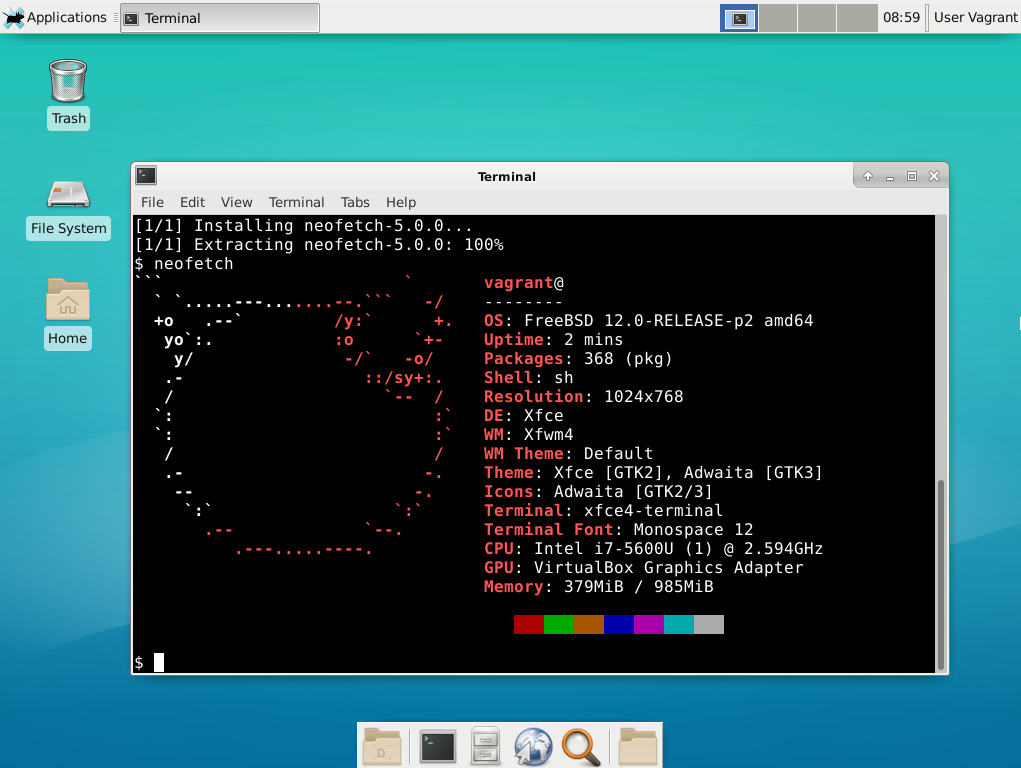 Applications
Terminal
08:59
User Vagrant
Trash
File System
Home
Terminal
File Edit View Terminal Tabs Help
[1/1] Installing neofetch-5.0.0...
[1/1] Extracting neofetch-5.0.0: 100%
$ neofetch
vagrant@
--------
OS: FreeBSD 12.0-RELEASE-p2 amd64
Uptime: 2 mins
Packages: 368 (pkg)
Shell: sh
Resolution: 1024x768
DE: Xfce
WM: Xfwm4
WM Theme: Default
Theme: Xfce [GTK2], Adwaita [GTK3]
Icons: Adwaita [GTK2/3]
Terminal: xfce4-terminal
Terminal Font: Monospace 12
CPU: Intel i7-5600U (1) @ 2.594GHz
GPU: VirtualBox Graphics Adapter
Memory: 379MiB / 985MiB
$